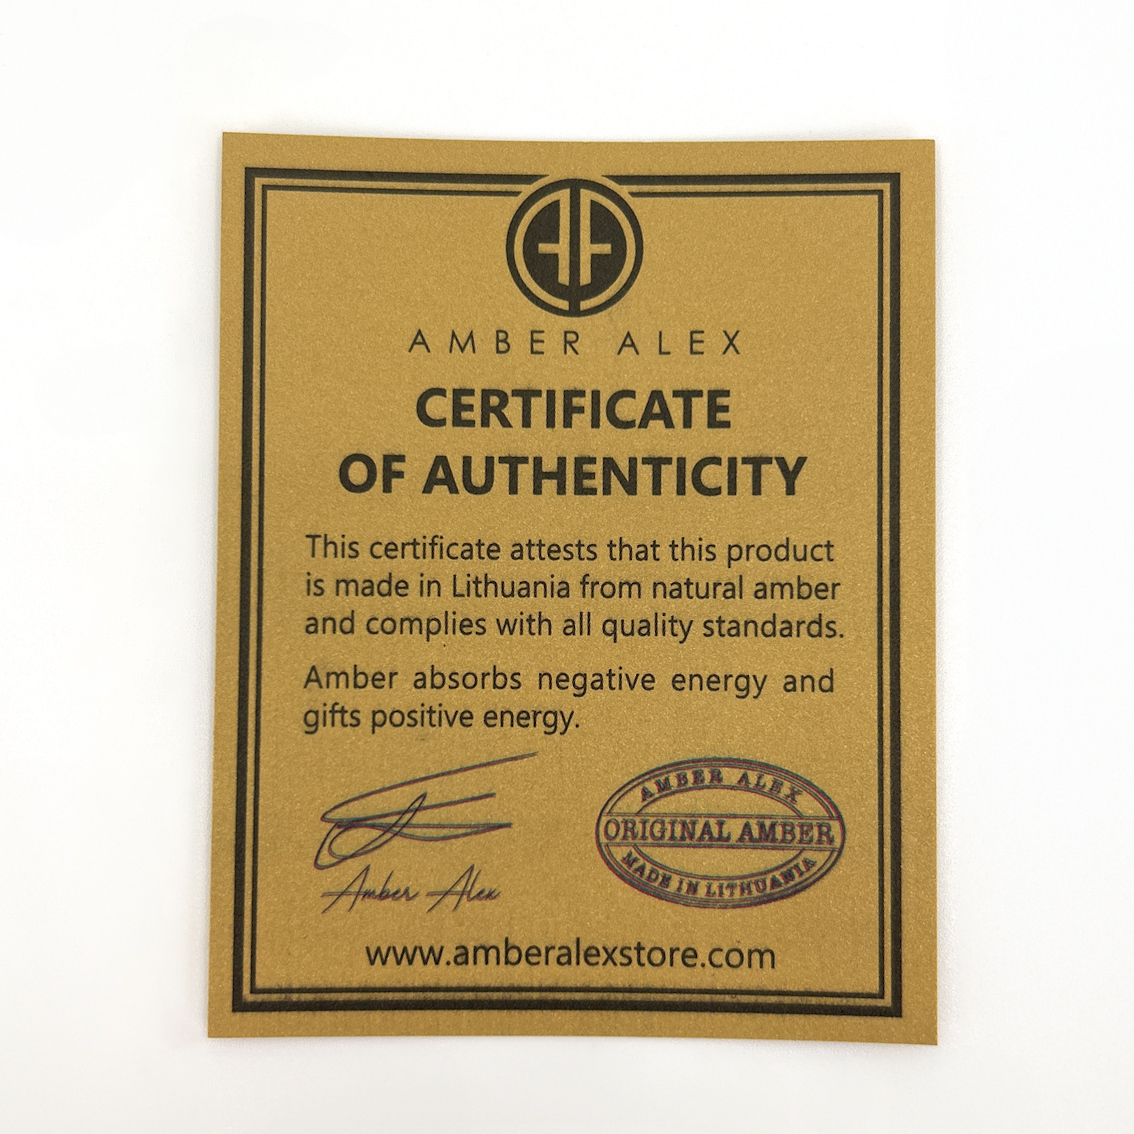 AMBER ALEX
CERTIFICATE
OF AUTHENTICITY
This certificate attests that this product
is made in Lithuania from natural amber
and complies with all quality standards.
Amber absorbs negative energy and
gifts positive energy.
Amber Alex
AMBER ALEX
ORIGINAL AMBER
MADE IN LITHUANIA
www.amberalexstore.com